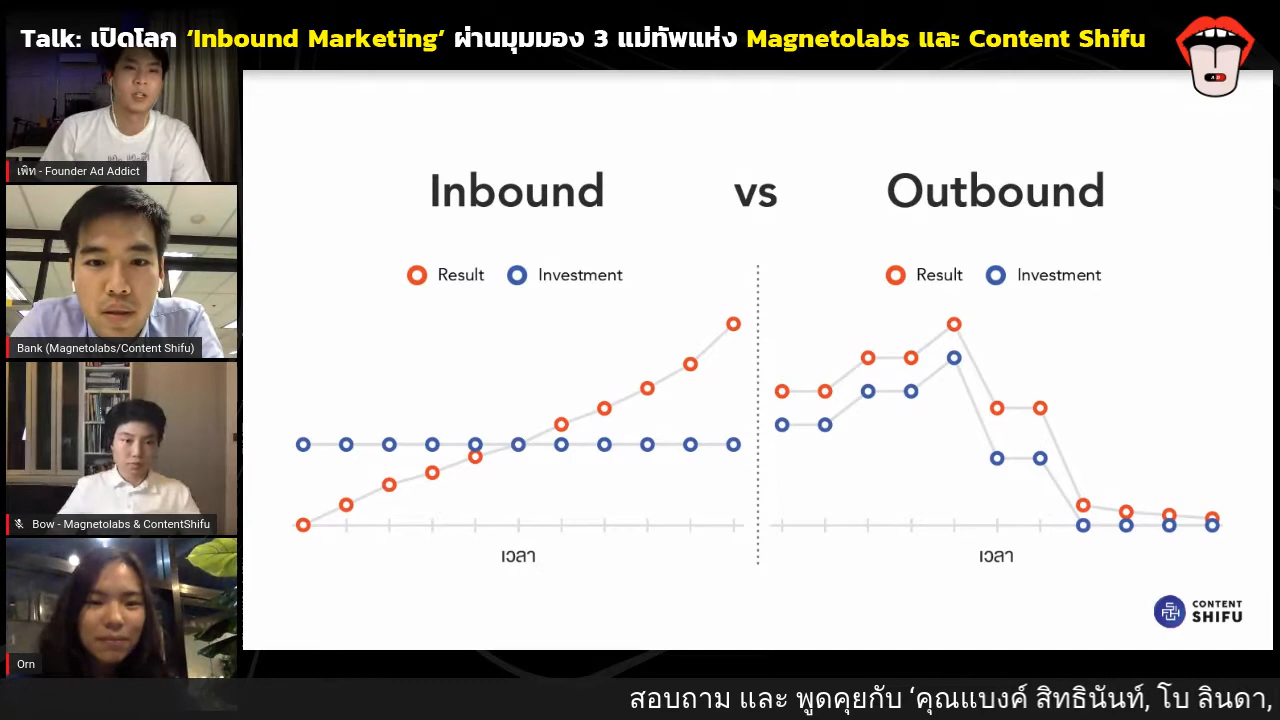 Talk: เปิดโลก ‘Inbound Marketing’ ผ่านมุมมอง 3 แม่ทัพแห่ง Magnetolabs และ Content Shifu
เพิท - Founder Ad Addict
Bank (Magnetolabs/Content Shifu)
Bow - Magnetolabs & ContentShifu
Orn
Inbound vs Outbound
Result Investment
Result Investment
เวลา
เวลา
CONTENT
SHIFU
สอบถาม และ พูดคุยกับ ‘คุณแบงค์ สิทธินันท์, โบ ลินดา,